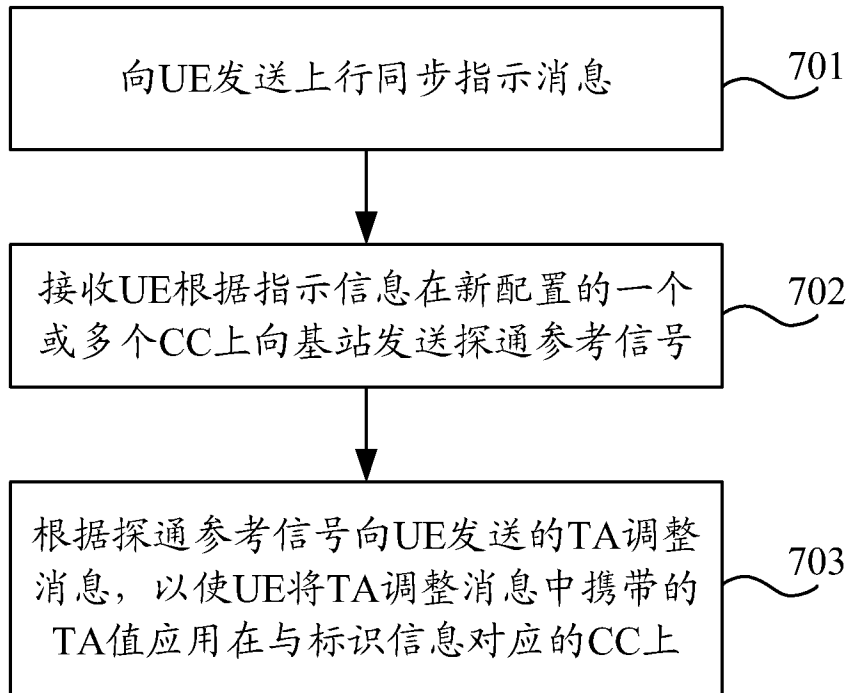 向UE发送上行同步指示消息
701
接收UE根据指示信息在新配置的一个
或多个CC上向基站发送探通参考信号
702
根据探通参考信号向UE发送的TA调整
消息，以使UE将TA调整消息中携带的
TA值应用在与标识信息对应的CC上
703